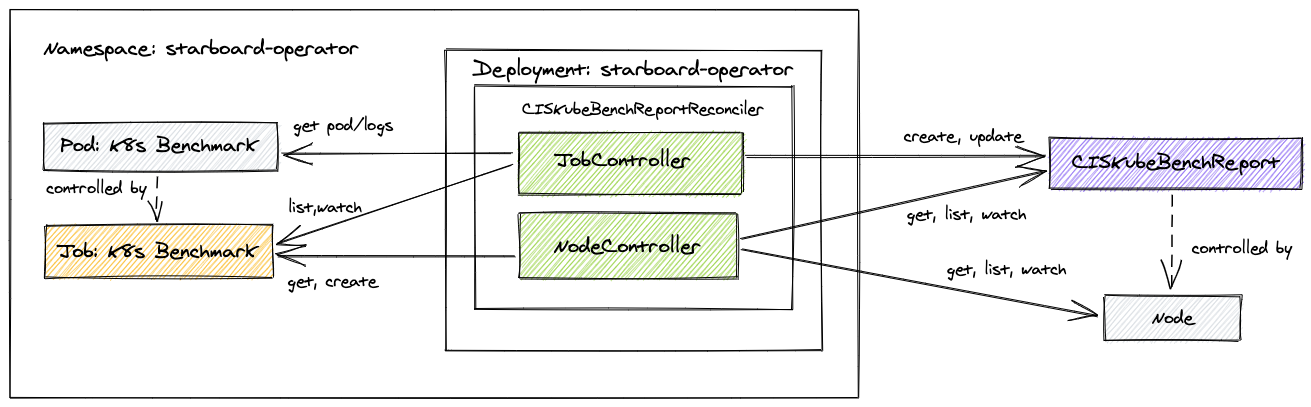 Namespace: starboard-operator
Deployment: starboard-operator
CISKubeBenchReportReconciler
get pod/logs
Pod: K8s Benchmark
JobController
create, update
CISKubeBenchReport
controlled by
list,watch
get, list, watch
Job: K8s Benchmark
NodeController
controlled by
get, list, watch
get, create
Node